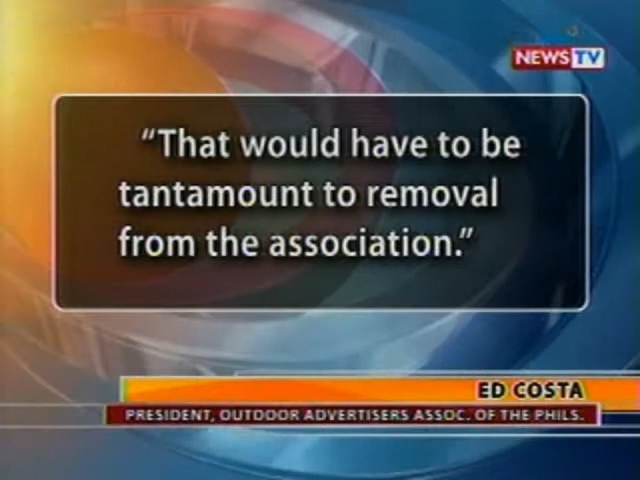 NEWS TV
“That would have to be
tantamount to removal
from the association.”
ED COSTA
PRESIDENT, OUTDOOR ADVERTISERS ASSOC. OF THE PHILS.